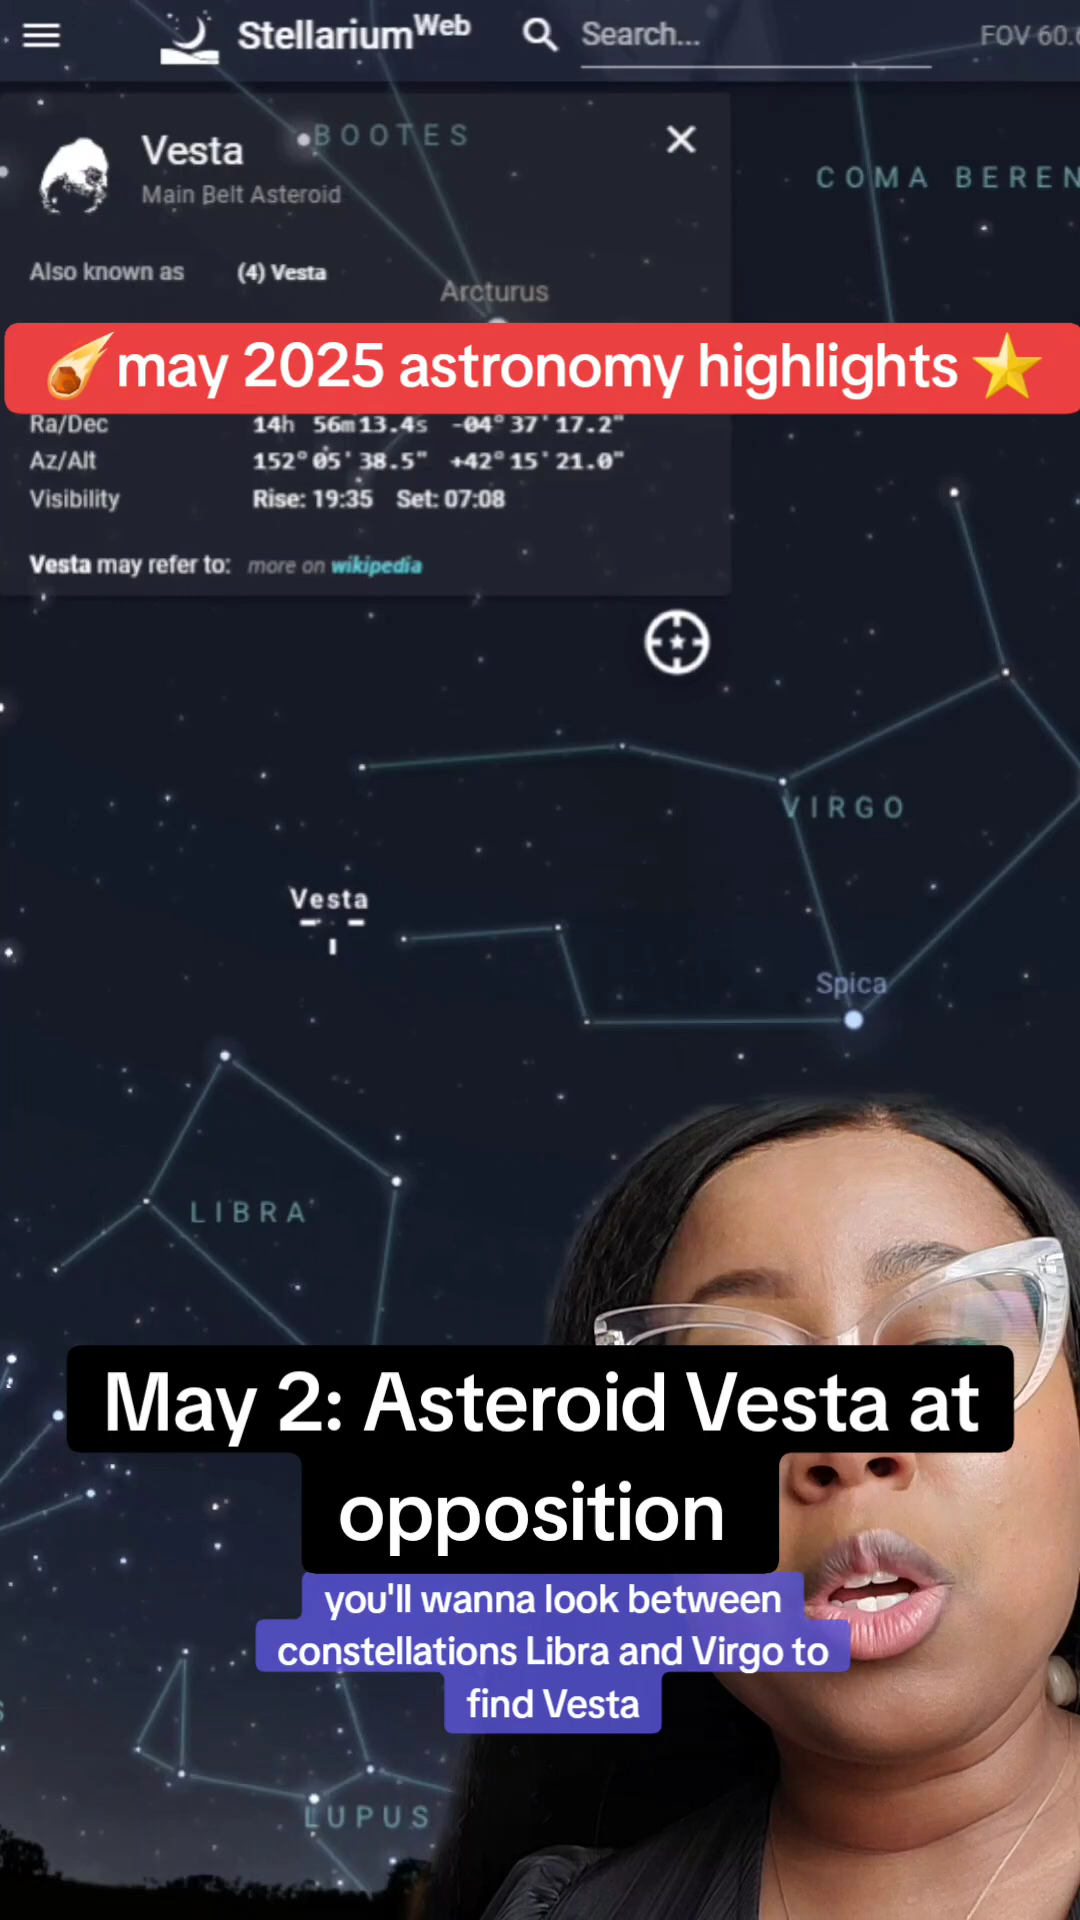 StellariumWeb
Search...
FOV 60.
Vesta
Main Belt Asteroid
BOOTES
COMA BEREN
Also known as (4) Vesta
Arcturus
may 2025 astronomy highlights
Ra/Dec 14h 56m13.4s -04°37'17.2"
Az/Alt 152°05'38.5" +42°15'21.0"
Visibility Rise: 19:35 Set: 07:08
Vesta may refer to: more on wikipedia
VIRGO
Vesta
Spica
LIBRA
May 2: Asteroid Vesta at
opposition
you'll wanna look between
constellations Libra and Virgo to
find Vesta
LUPUS